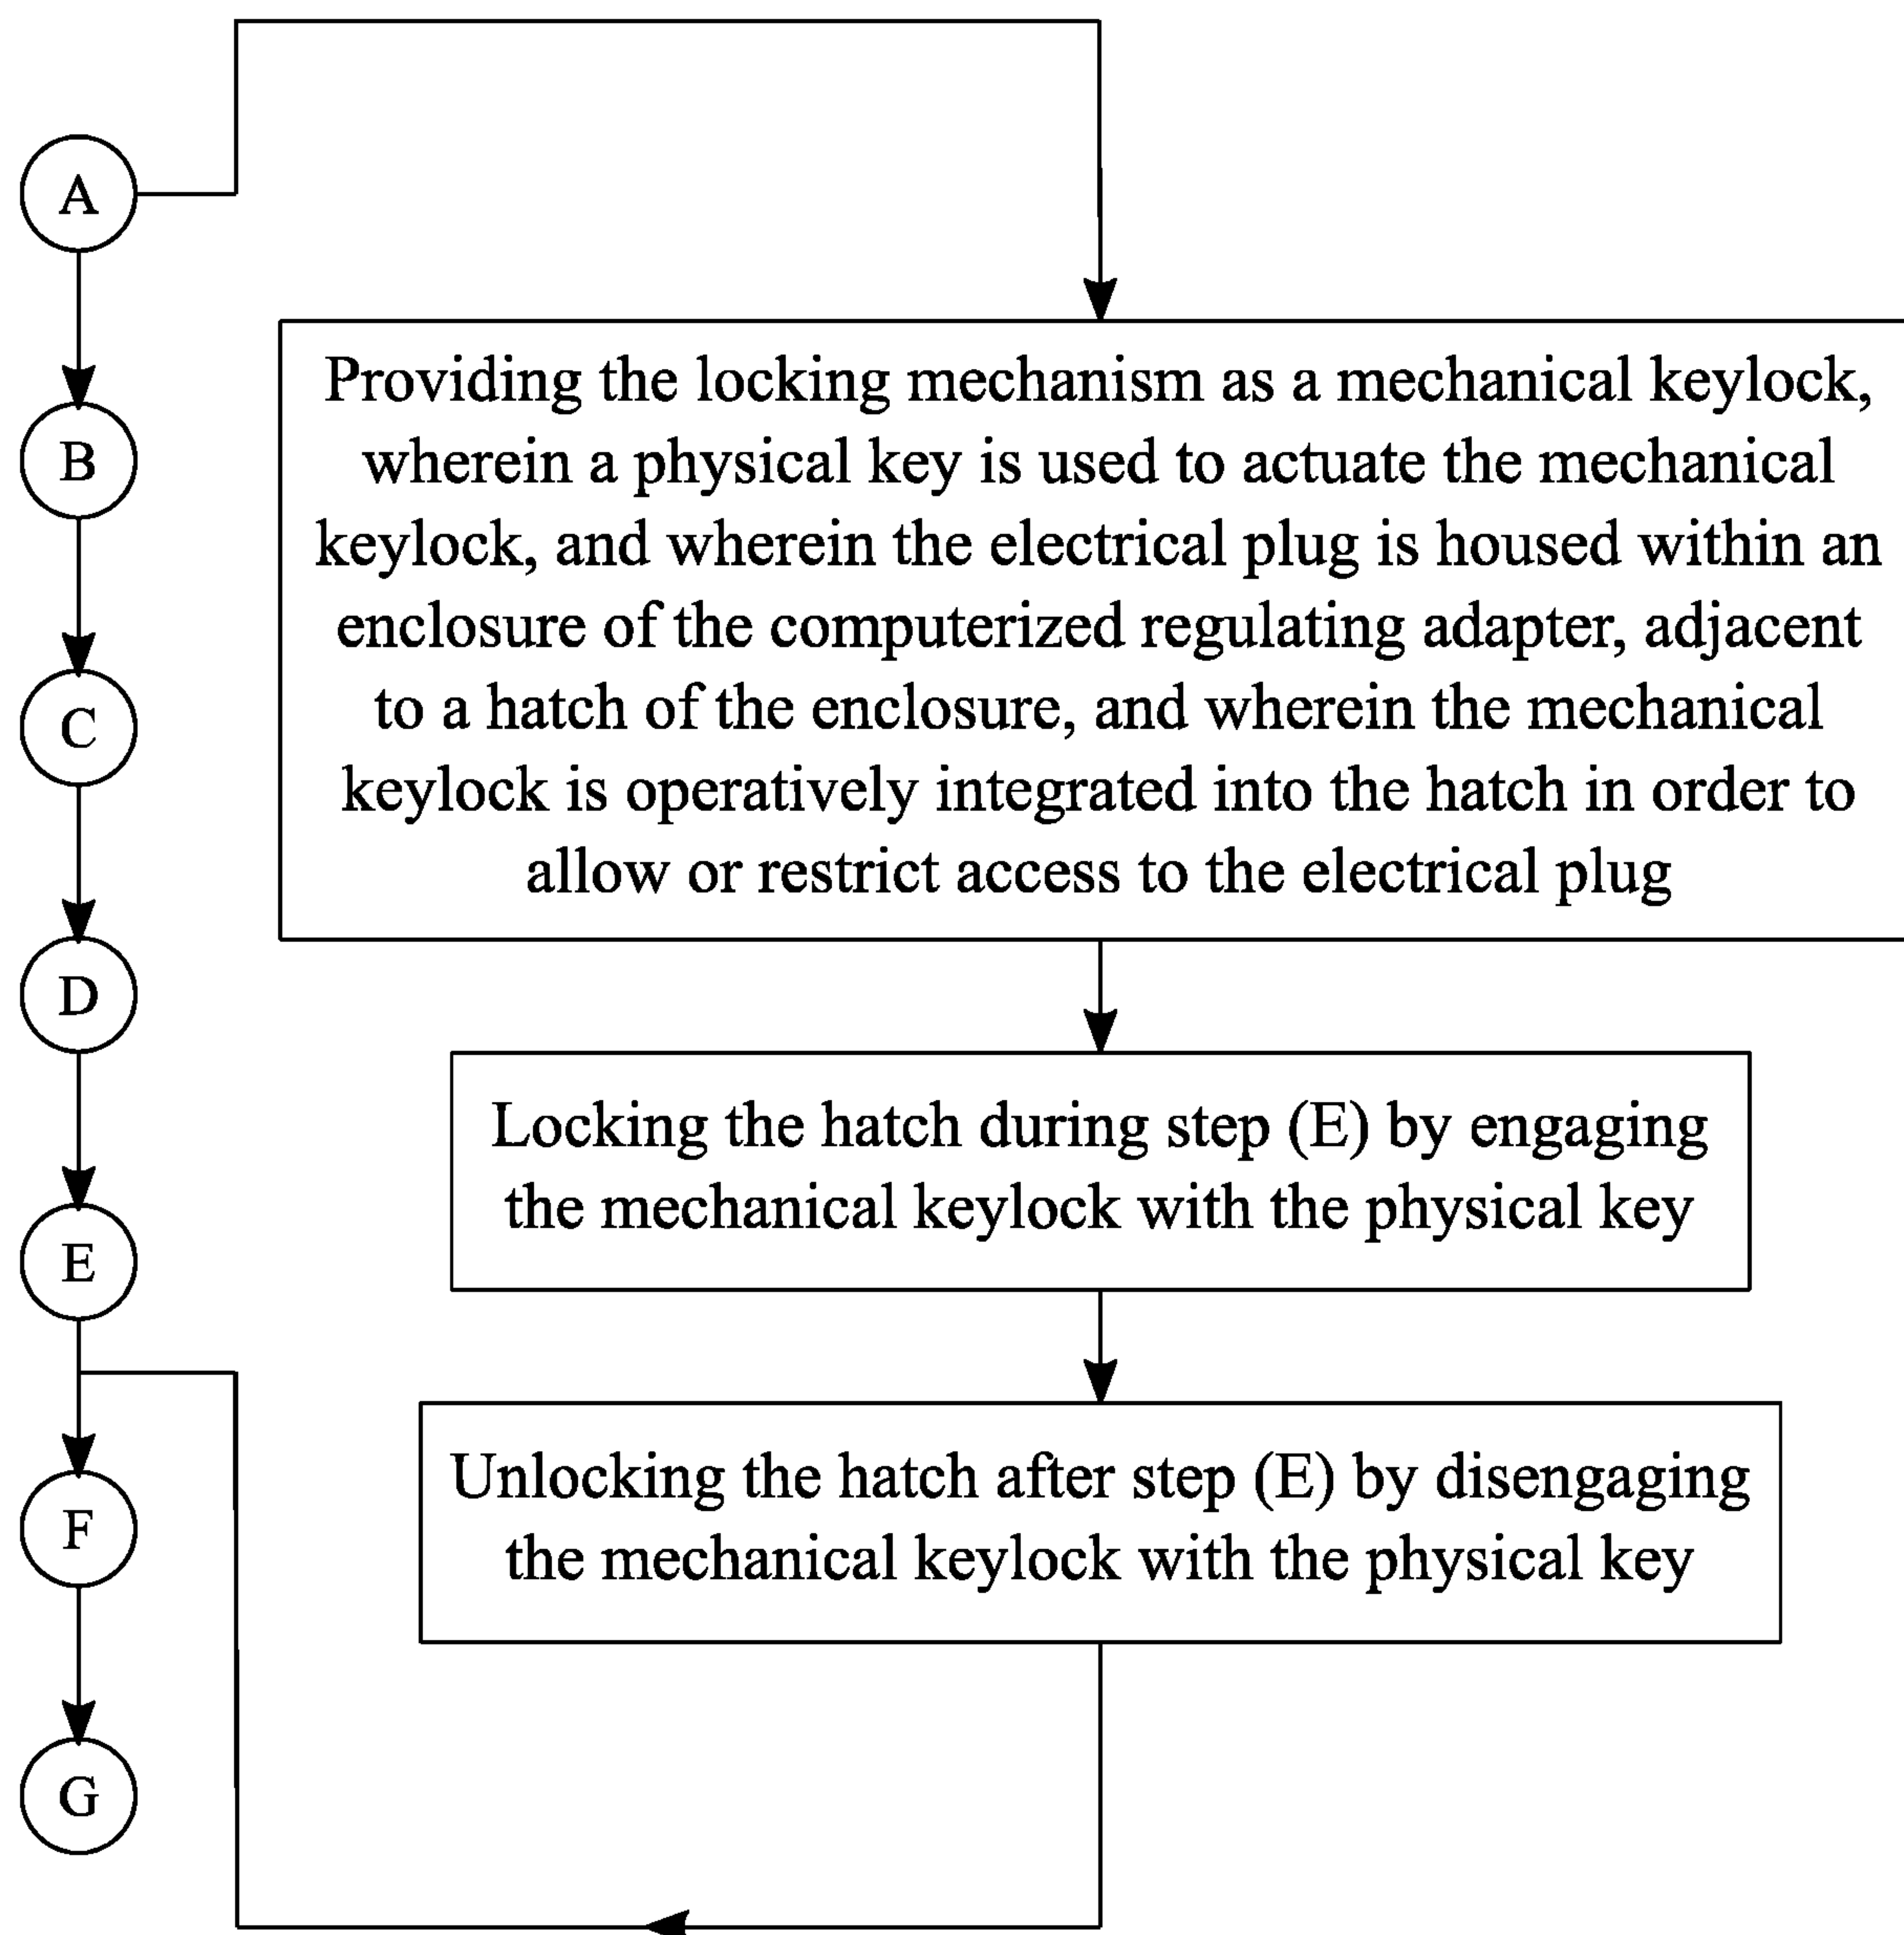 A
B
C
D
E
F
G
Providing the locking mechanism as a mechanical keylock,
wherein a physical key is used to actuate the mechanical
keylock, and wherein the electrical plug is housed within an
enclosure of the computerized regulating adapter, adjacent
to a hatch of the enclosure, and wherein the mechanical
keylock is operatively integrated into the hatch in order to
allow or restrict access to the electrical plug
Locking the hatch during step (E) by engaging
the mechanical keylock with the physical key
Unlocking the hatch after step (E) by disengaging
the mechanical keylock with the physical key